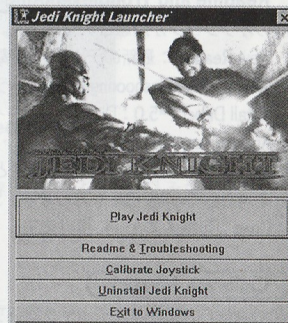 Jedi Knight Launcher
JEDI KNIGHT
Play Jedi Knight
Readme & Troubleshooting
Calibrate Joystick
Uninstall Jedi Knight
Exit to Windows